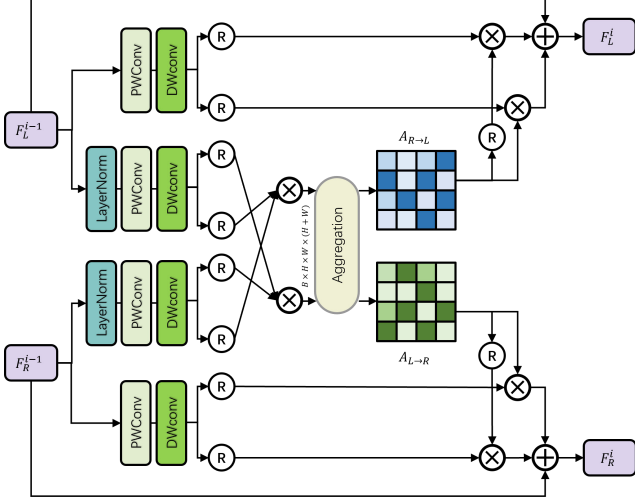 PWConv
DWConv
R
R
F_L^{i-1}
LayerNorm
PWConv
DWconv
R
R
LayerNorm
PWConv
DWconv
R
R
F_R^{i-1}
PWConv
DWconv
R
R
B × H × W × (H + W)
Aggregation
A_{R→L}
R
A_{L→R}
R
F_L^i
F_R^i